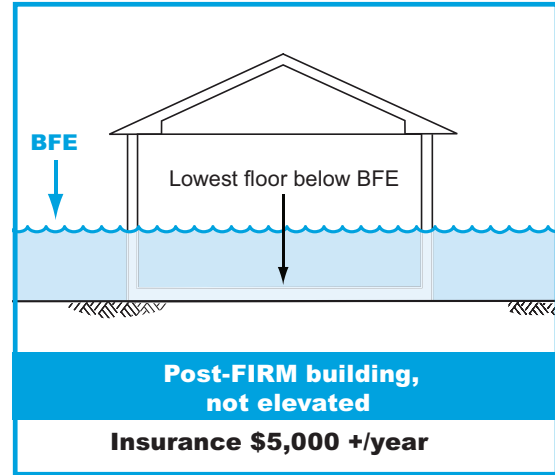 BFE
Lowest floor below BFE
Post-FIRM building,
not elevated
Insurance $5,000 +/year